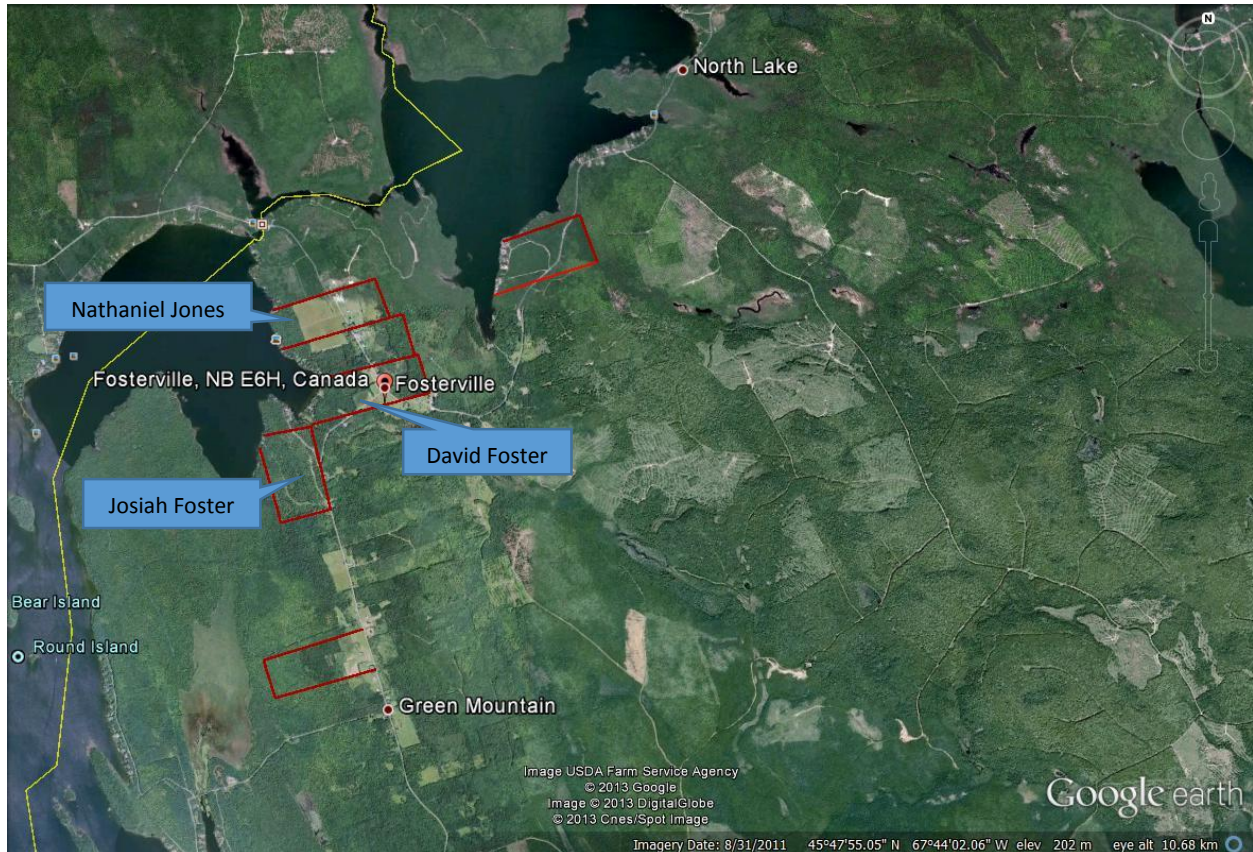 N
North Lake
Nathaniel Jones
Fosterville, NB E6H, Canada
Fosterville
David Foster
Josiah Foster
Bear Island
Round Island
Green Mountain
Image USDA Farm Service Agency
© 2013 Google
Image © 2013 DigitalGlobe
© 2013 Cnes/Spot Image
Google earth
Imagery Date: 8/31/2011 45°47'55.05" N 67°44'02.06" W elev 202 m eye alt 10.68 km